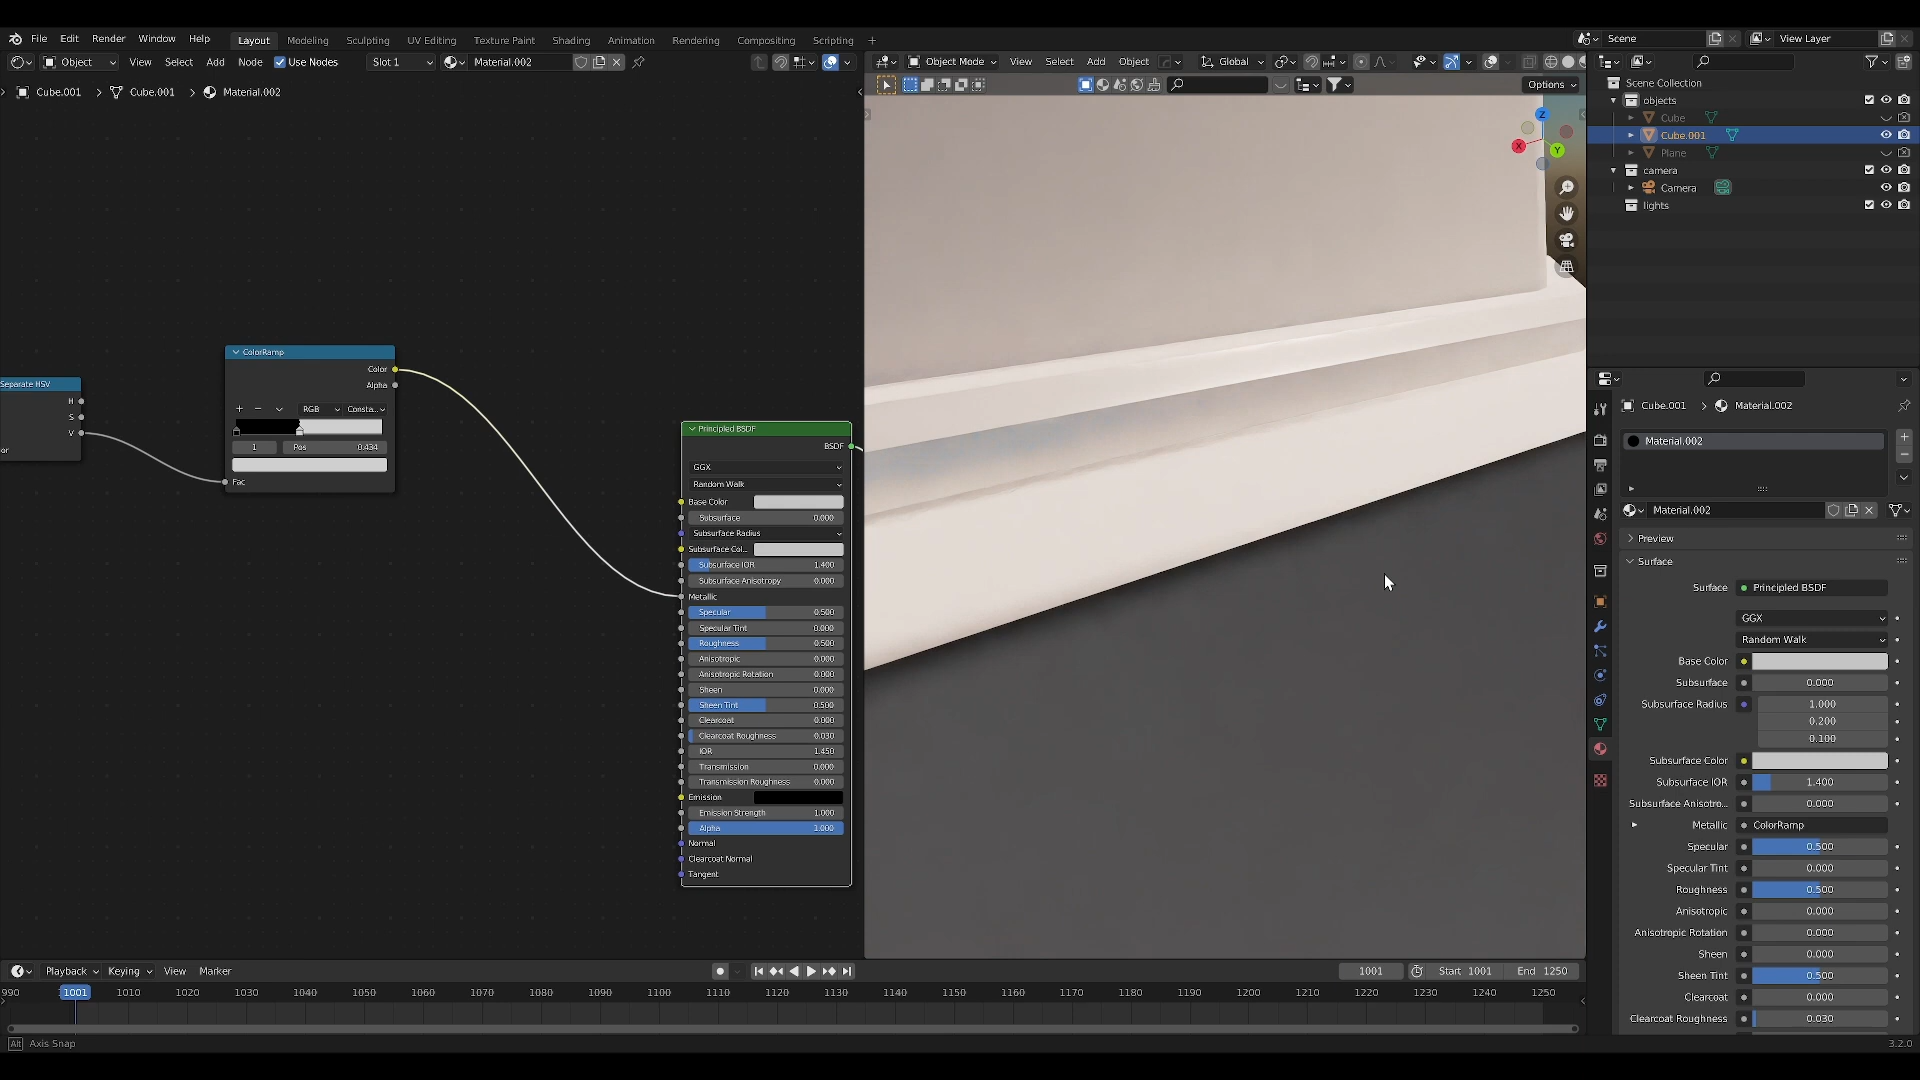 File Edit Render Window Help Layout Modeling Sculpting UV Editing Texture Paint Shading Animation Rendering Compositing Scripting + Scene View Layer
Object View Select Add Node Use Nodes Slot 1 Material.002
Object Mode View Select Add Object Global
Cube.001 > Cube.001 > Material.002
Options
Scene Collection
objects
Cube
Cube.001
Plane
camera
Camera
lights
Z
X
Y
Separate HSV
H
S
V
or
ColorRamp
Color
Alpha
RGB Consta...
1 Pos 0.434
Fac
Principled BSDF
BSDF
GGX
Random Walk
Base Color
Subsurface 0.000
Subsurface Radius
Subsurface Col...
Subsurface IOR 1.400
Subsurface Anisotropy 0.000
Metallic
Specular 0.500
Specular Tint 0.000
Roughness 0.500
Anisotropic 0.000
Anisotropic Rotation 0.000
Sheen 0.000
Sheen Tint 0.500
Clearcoat 0.000
Clearcoat Roughness 0.030
IOR 1.450
Transmission 0.000
Transmission Roughness 0.000
Emission
Emission Strength 1.000
Alpha 1.000
Normal
Clearcoat Normal
Tangent
Cube.001 > Material.002
Material.002
Material.002
Preview
Surface
Surface Principled BSDF
GGX
Random Walk
Base Color
Subsurface 0.000
Subsurface Radius 1.000
0.200
0.100
Subsurface Color
Subsurface IOR 1.400
Subsurface Anisotro... 0.000
Metallic ColorRamp
Specular 0.500
Specular Tint 0.000
Roughness 0.500
Anisotropic 0.000
Anisotropic Rotation 0.000
Sheen 0.000
Sheen Tint 0.500
Clearcoat 0.000
Clearcoat Roughness 0.030
Playback Keying View Marker 1001 Start 1001 End 1250
990 1001 1010 1020 1030 1040 1050 1060 1070 1080 1090 1100 1110 1120 1130 1140 1150 1160 1170 1180 1190 1200 1210 1220 1230 1240 1250
Alt Axis Snap
3.2.0